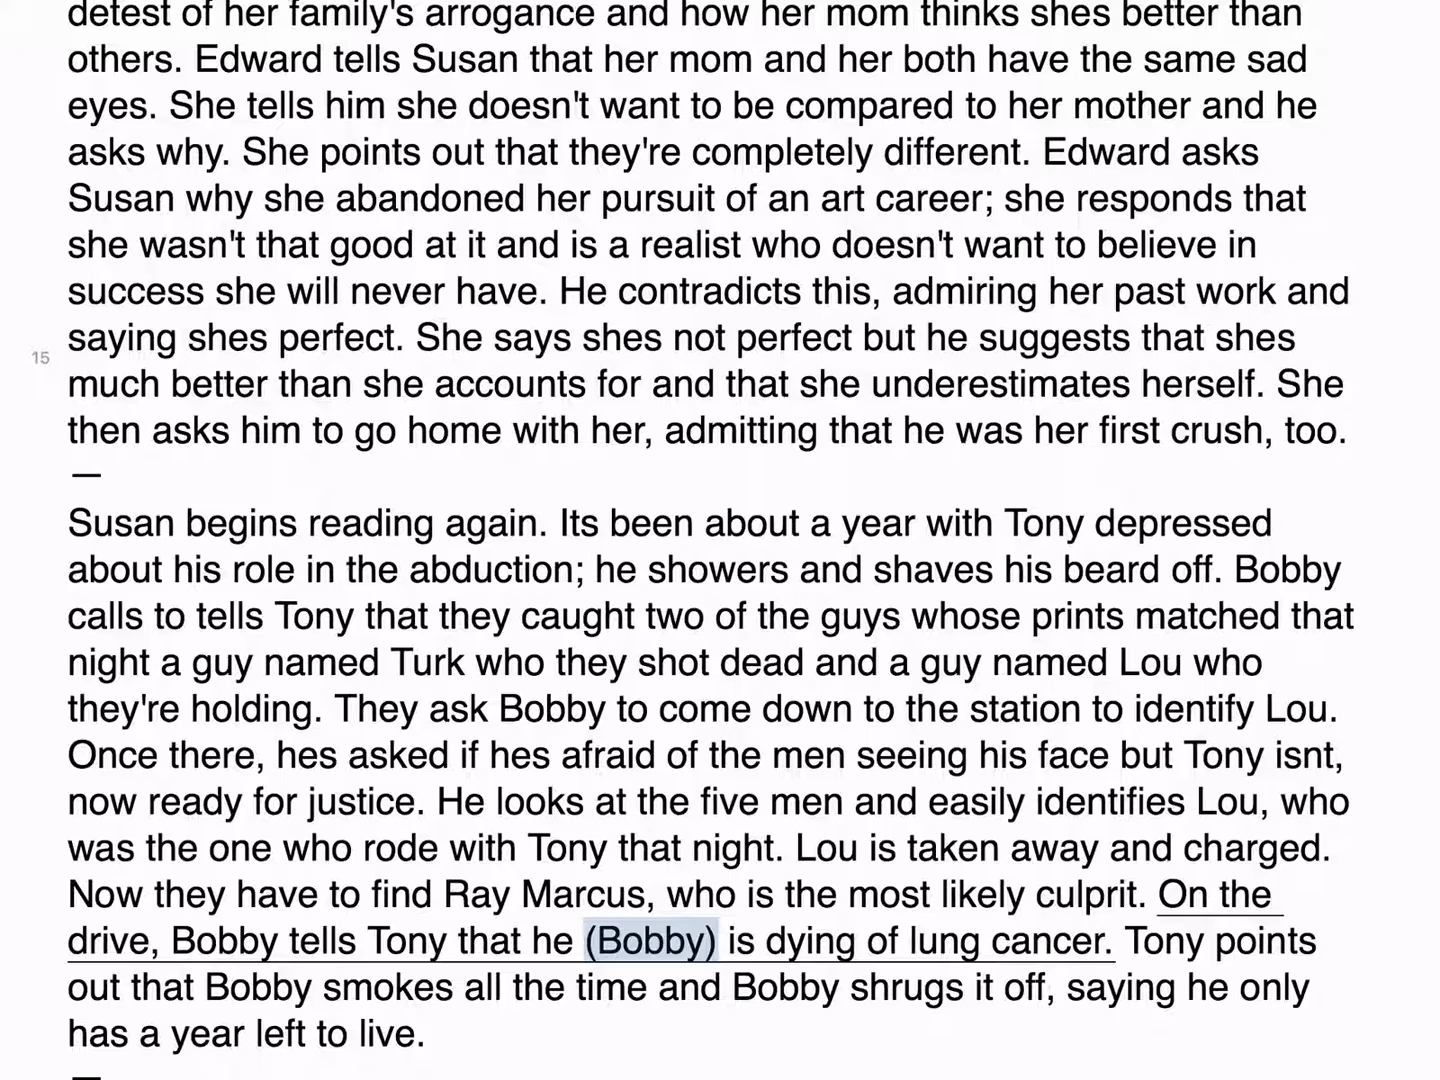 detest of her family's arrogance and how her mom thinks shes better than
others. Edward tells Susan that her mom and her both have the same sad
eyes. She tells him she doesn't want to be compared to her mother and he
asks why. She points out that they're completely different. Edward asks
Susan why she abandoned her pursuit of an art career; she responds that
she wasn't that good at it and is a realist who doesn't want to believe in
success she will never have. He contradicts this, admiring her past work and
saying shes perfect. She says shes not perfect but he suggests that shes
15
much better than she accounts for and that she underestimates herself. She
then asks him to go home with her, admitting that he was her first crush, too.
—
Susan begins reading again. Its been about a year with Tony depressed
about his role in the abduction; he showers and shaves his beard off. Bobby
calls to tells Tony that they caught two of the guys whose prints matched that
night a guy named Turk who they shot dead and a guy named Lou who
they're holding. They ask Bobby to come down to the station to identify Lou.
Once there, hes asked if hes afraid of the men seeing his face but Tony isnt,
now ready for justice. He looks at the five men and easily identifies Lou, who
was the one who rode with Tony that night. Lou is taken away and charged.
Now they have to find Ray Marcus, who is the most likely culprit. On the
drive, Bobby tells Tony that he (Bobby) is dying of lung cancer. Tony points
out that Bobby smokes all the time and Bobby shrugs it off, saying he only
has a year left to live.
—